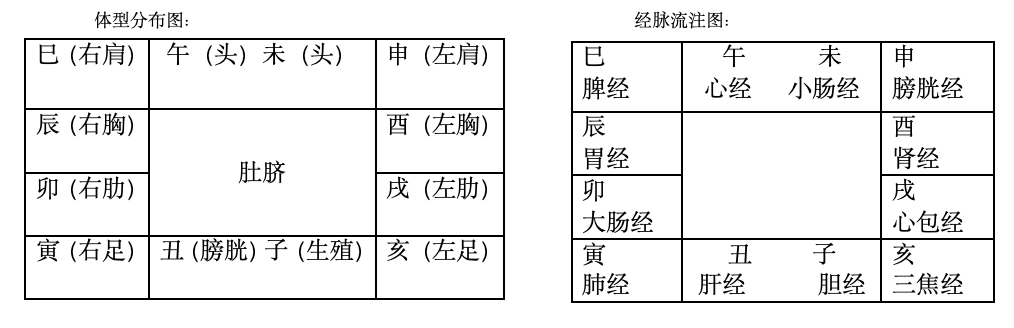 体型分布图：
巳（右肩） 午（头）未（头） 申（左肩）
辰（右胸） 酉（左胸）
肚脐
卯（右肋） 戌（左肋）
寅（右足） 丑（膀胱）子（生殖） 亥（左足）
经脉流注图：
巳 午 未 申
脾经 心经 小肠经 膀胱经
辰 酉
胃经 肾经
卯 戌
大肠经 心包经
寅 丑 子 亥
肺经 肝经 胆经 三焦经